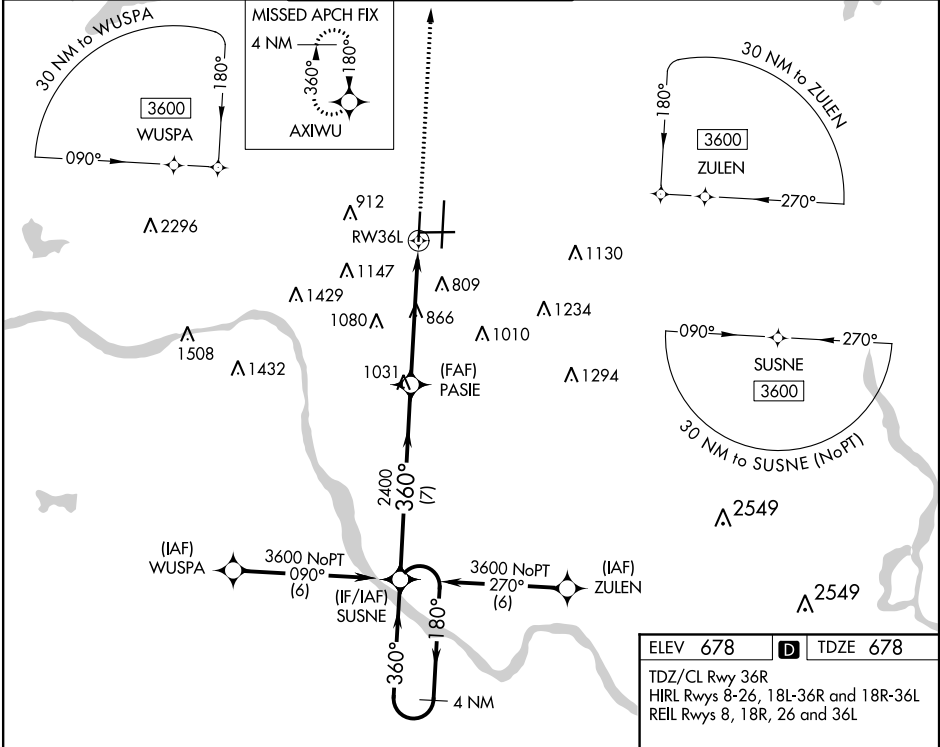 30 NM to WUSPA
180°
3600
WUSPA
090°
MISSED APCH FIX
4 NM
360°
180°
AXIWU
30 NM to ZULEN
180°
3600
ZULEN
270°
2296
912
RW36L
1147
809
1130
1429
1080
866
1010
1234
1508
1432
1031
(FAF)
PASIE
1294
090°
270°
SUSNE
3600
30 NM to SUSNE (NoPT)
2400
360°
(7)
2549
2549
(IAF)
WUSPA
3600 NoPT
090°
(6)
(IF/IAF)
SUSNE
3600 NoPT
270°
(6)
(IAF)
ZULEN
360°
180°
4 NM
ELEV 678 D TDZE 678
TDZ/CL Rwy 36R
HIRL Rwys 8-26, 18L-36R and 18R-36L
REIL Rwys 8, 18R, 26 and 36L